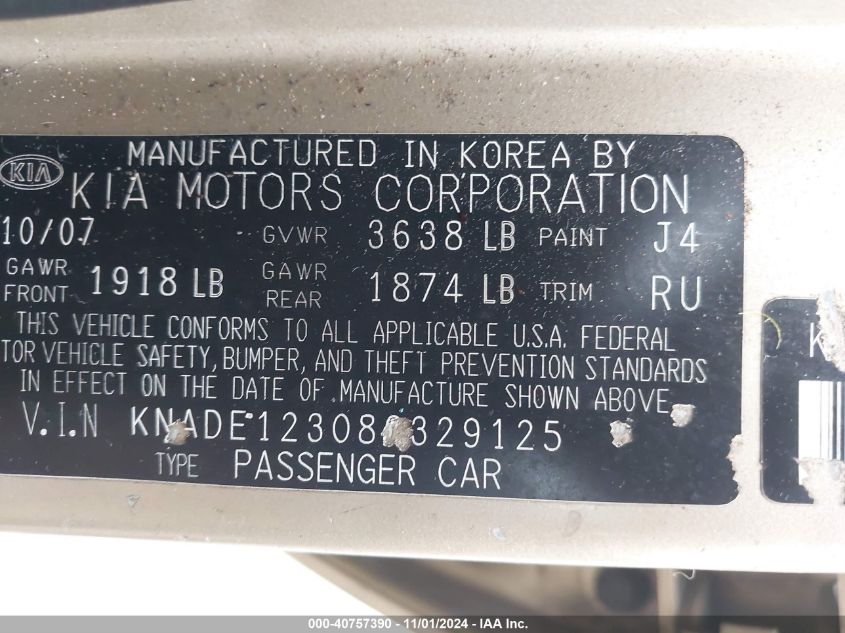 MANUFACTURED IN KOREA BY
KIA
KIA MOTORS CORPORATION
10/07 GVWR 3638 LB PAINT J4
GAWR FRONT 1918 LB GAWR REAR 1874 LB TRIM RU
THIS VEHICLE CONFORMS TO ALL APPLICABLE U.S.A. FEDERAL
TOR VEHICLE SAFETY, BUMPER, AND THEFT PREVENTION STANDARDS
IN EFFECT ON THE DATE OF MANUFACTURE SHOWN ABOVE.
V.I.N
TYPE PASSENGER CAR
000-40757390 - 11/01/2024 - IAA Inc.